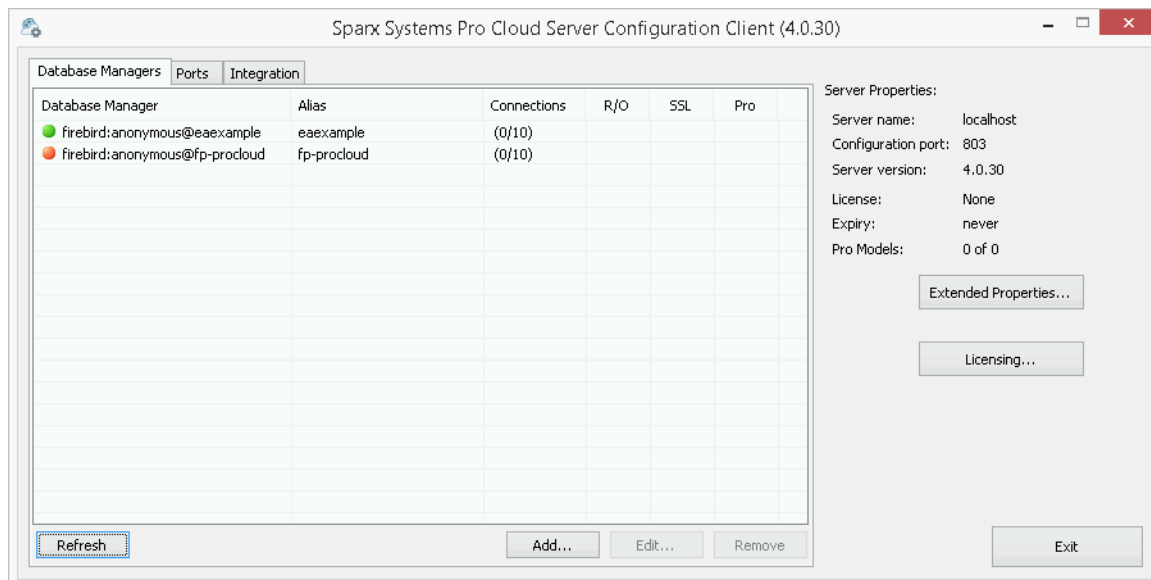 Sparx Systems Pro Cloud Server Configuration Client (4.0.30)
Database Managers Ports Integration
Database Manager Alias Connections R/O SSL Pro
firebird:anonymous@eaexample eaexample (0/10)
firebird:anonymous@fp-procloud fp-procloud (0/10)
Refresh Add... Edit... Remove
Server Properties:
Server name: localhost
Configuration port: 803
Server version: 4.0.30
License: None
Expiry: never
Pro Models: 0 of 0
Extended Properties...
Licensing...
Exit